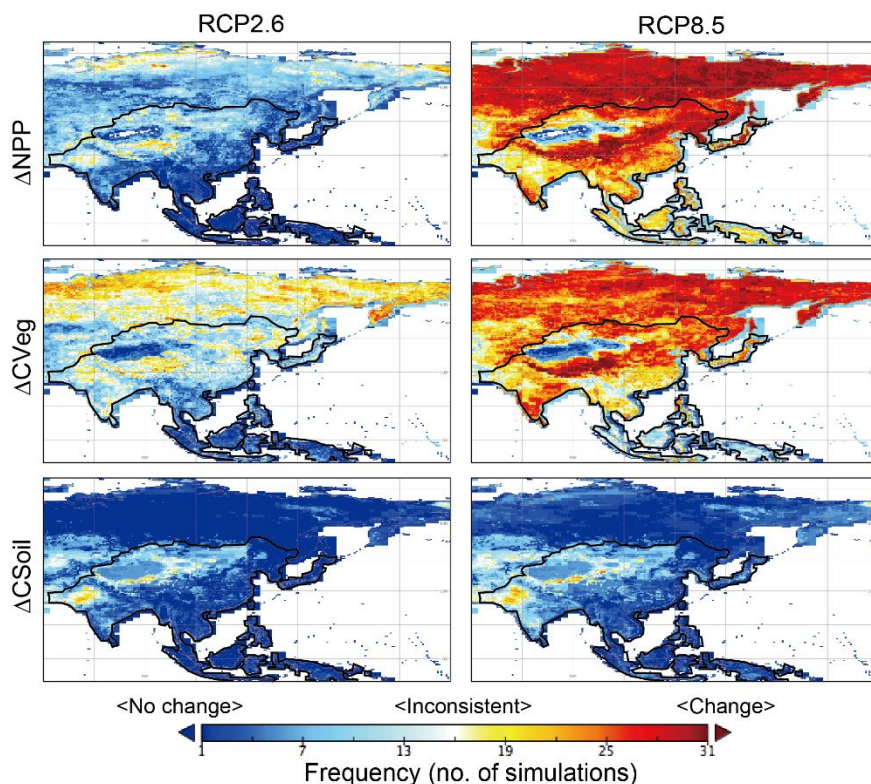 RCP2.6 RCP8.5
ΔNPP
ΔCVeg
ΔCSoil
<No change> <Inconsistent> <Change>
1 7 13 19 25 31
Frequency (no. of simulations)